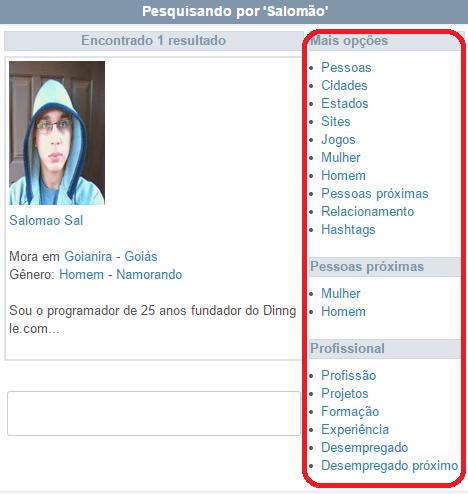 Pesquisando por 'Salomão'
Encontrado 1 resultado
Salomao Sal
Mora em Goianira - Goiás
Gênero: Homem - Namorando
Sou o programador de 25 anos fundador do Dinng
le.com...
Mais opções
Pessoas
Cidades
Estados
Sites
Jogos
Mulher
Homem
Pessoas próximas
Relacionamento
Hashtags
Pessoas próximas
Mulher
Homem
Profissional
Profissão
Projetos
Formação
Experiência
Desempregado
Desempregado próximo